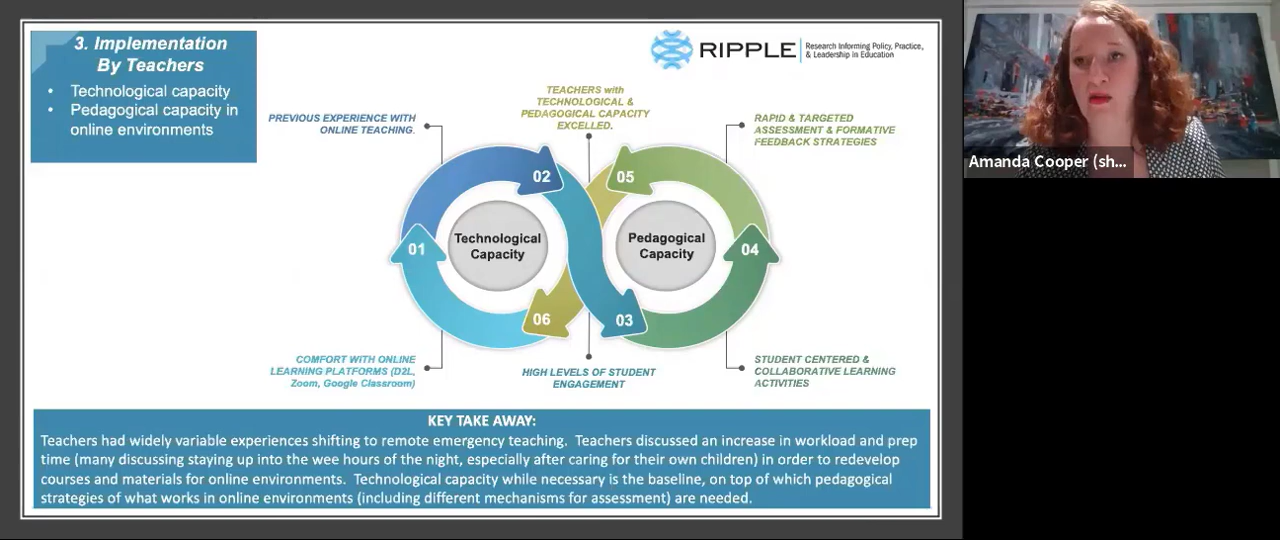 3. Implementation
By Teachers
• Technological capacity
• Pedagogical capacity in
online environments
RIPPLE
Research Informing Policy, Practice,
& Leadership in Education
PREVIOUS EXPERIENCE WITH
ONLINE TEACHING.
TEACHERS with
TECHNOLOGICAL &
PEDAGOGICAL CAPACITY
EXCELLED.
RAPID & TARGETED
ASSESSMENT & FORMATIVE
FEEDBACK STRATEGIES
02
05
01
Technological
Capacity
Pedagogical
Capacity
04
06
03
COMFORT WITH ONLINE
LEARNING PLATFORMS (D2L,
Zoom, Google Classroom)
HIGH LEVELS OF STUDENT
ENGAGEMENT
STUDENT CENTERED &
COLLABORATIVE LEARNING
ACTIVITIES
KEY TAKE AWAY:
Teachers had widely variable experiences shifting to remote emergency teaching. Teachers discussed an increase in workload and prep
time (many discussing staying up into the wee hours of the night, especially after caring for their own children) in order to redevelop
courses and materials for online environments. Technological capacity while necessary is the baseline, on top of which pedagogical
strategies of what works in online environments (including different mechanisms for assessment) are needed.
Amanda Cooper (sh...